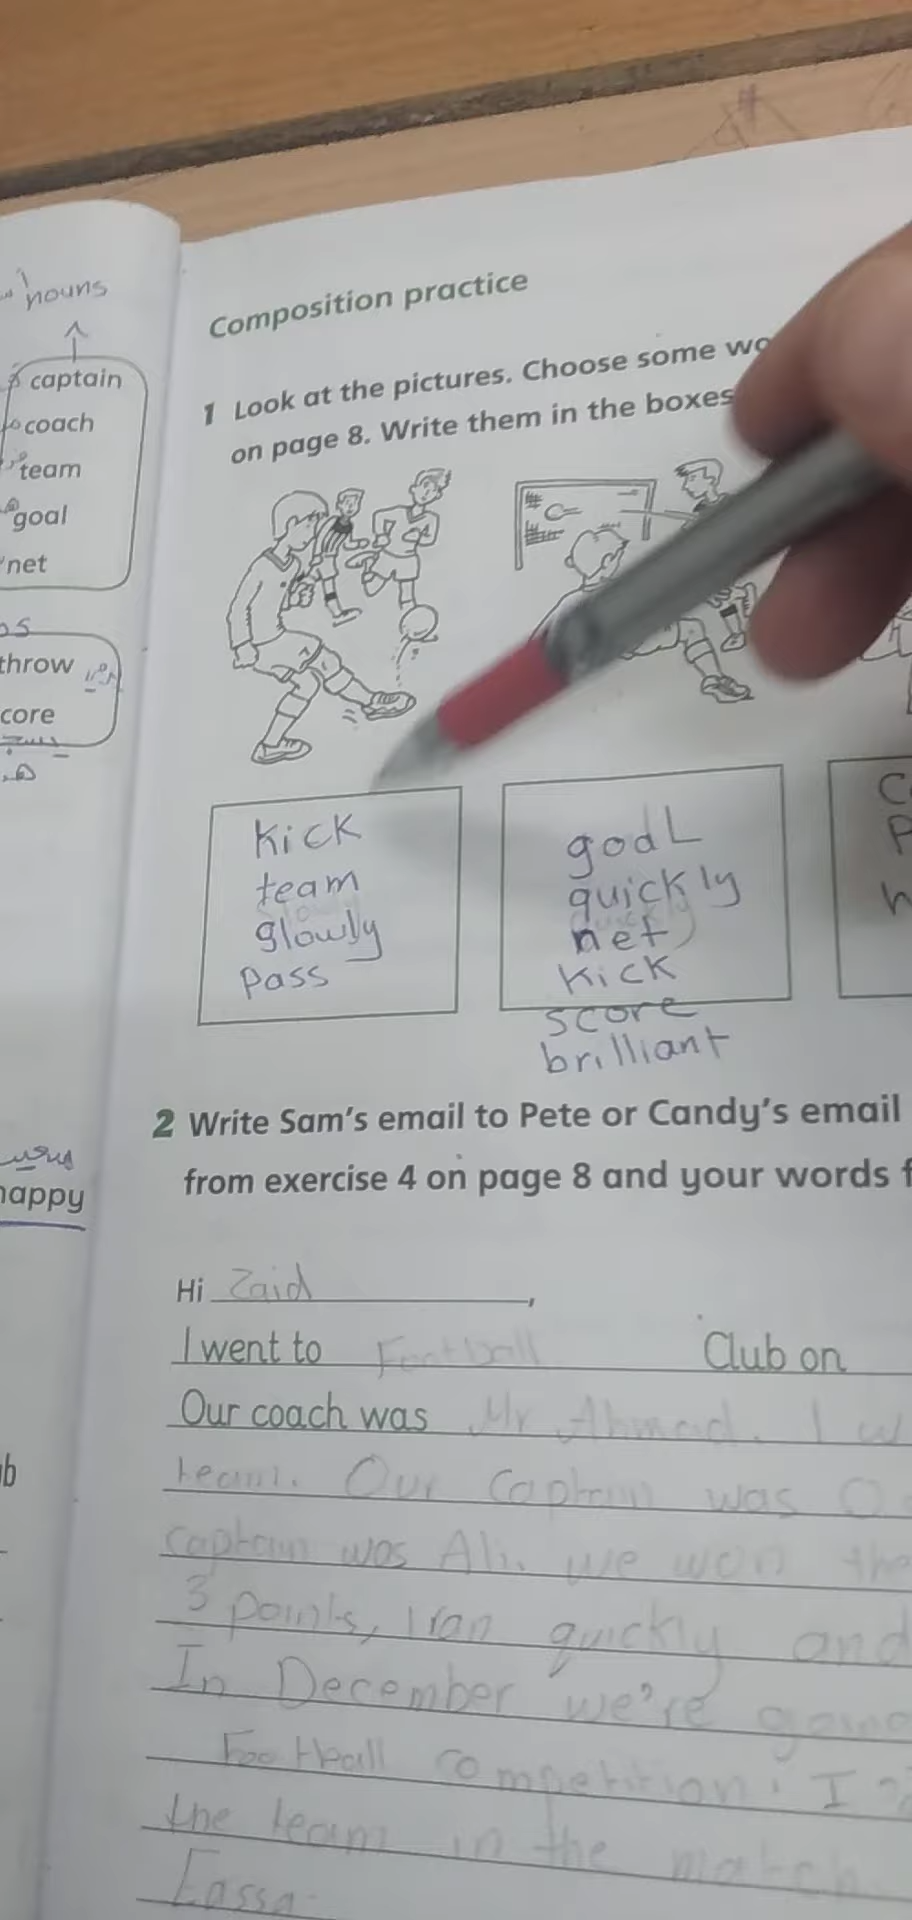 nouns
captain
coach
team
goal
net
throw
core
happy
Composition practice
1 Look at the pictures. Choose some wo
on page 8. Write them in the boxes
kick
team
glowly
pass
goal
quickly
net
kick
score
brilliant
2 Write Sam's email to Pete or Candy's email
from exercise 4 on page 8 and your words f
Hi Zaid ,
I went to Football Club on
Our coach was Mr Ahmad. I w
team. Our Captain was O
captain was Ali. we won the
3 points, I ran quickly and
In December we're going
Football competition. I
the team in the match
Eassa